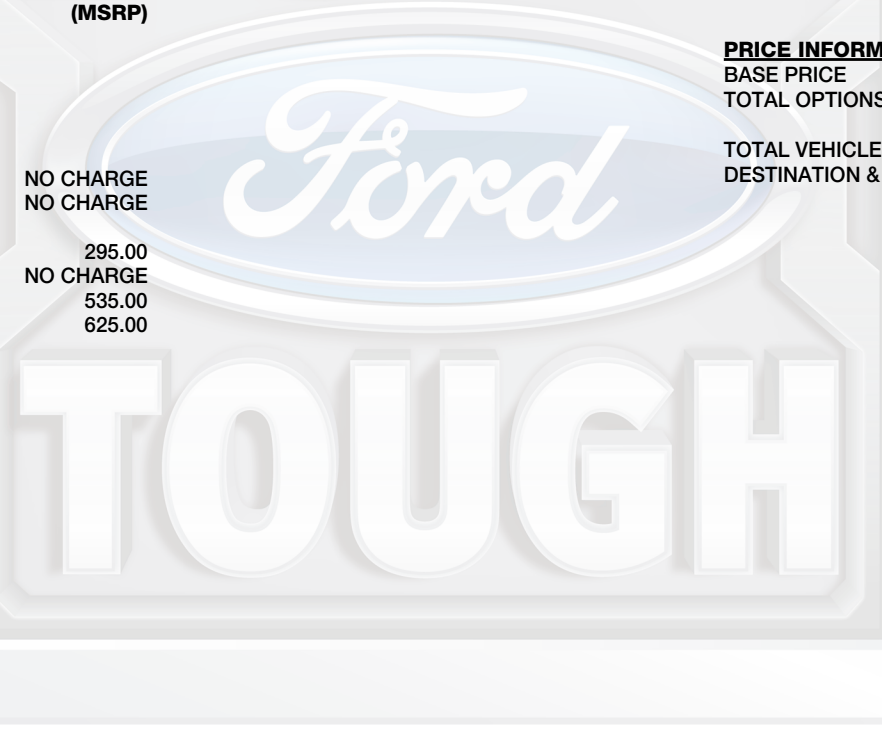 (MSRP)
NO CHARGE
NO CHARGE
295.00
NO CHARGE
535.00
625.00
PRICE INFORM
BASE PRICE
TOTAL OPTIONS
TOTAL VEHICLE
DESTINATION &
Ford
TOUGH